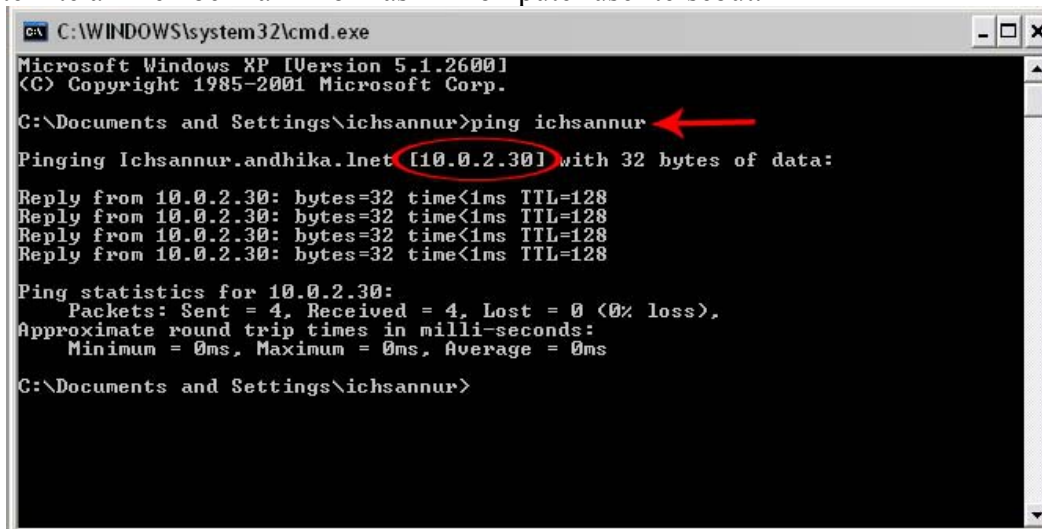 C:\WINDOWS\system32\cmd.exe
Microsoft Windows XP [Version 5.1.2600]
(C) Copyright 1985-2001 Microsoft Corp.
C:\Documents and Settings\ichsannur>ping ichsannur
Pinging Ichsannur.andhika.lnet [10.0.2.30] with 32 bytes of data:
Reply from 10.0.2.30: bytes=32 time<1ms TTL=128
Reply from 10.0.2.30: bytes=32 time<1ms TTL=128
Reply from 10.0.2.30: bytes=32 time<1ms TTL=128
Reply from 10.0.2.30: bytes=32 time<1ms TTL=128
Ping statistics for 10.0.2.30:
Packets: Sent = 4, Received = 4, Lost = 0 (0% loss),
Approximate round trip times in milli-seconds:
Minimum = 0ms, Maximum = 0ms, Average = 0ms
C:\Documents and Settings\ichsannur>